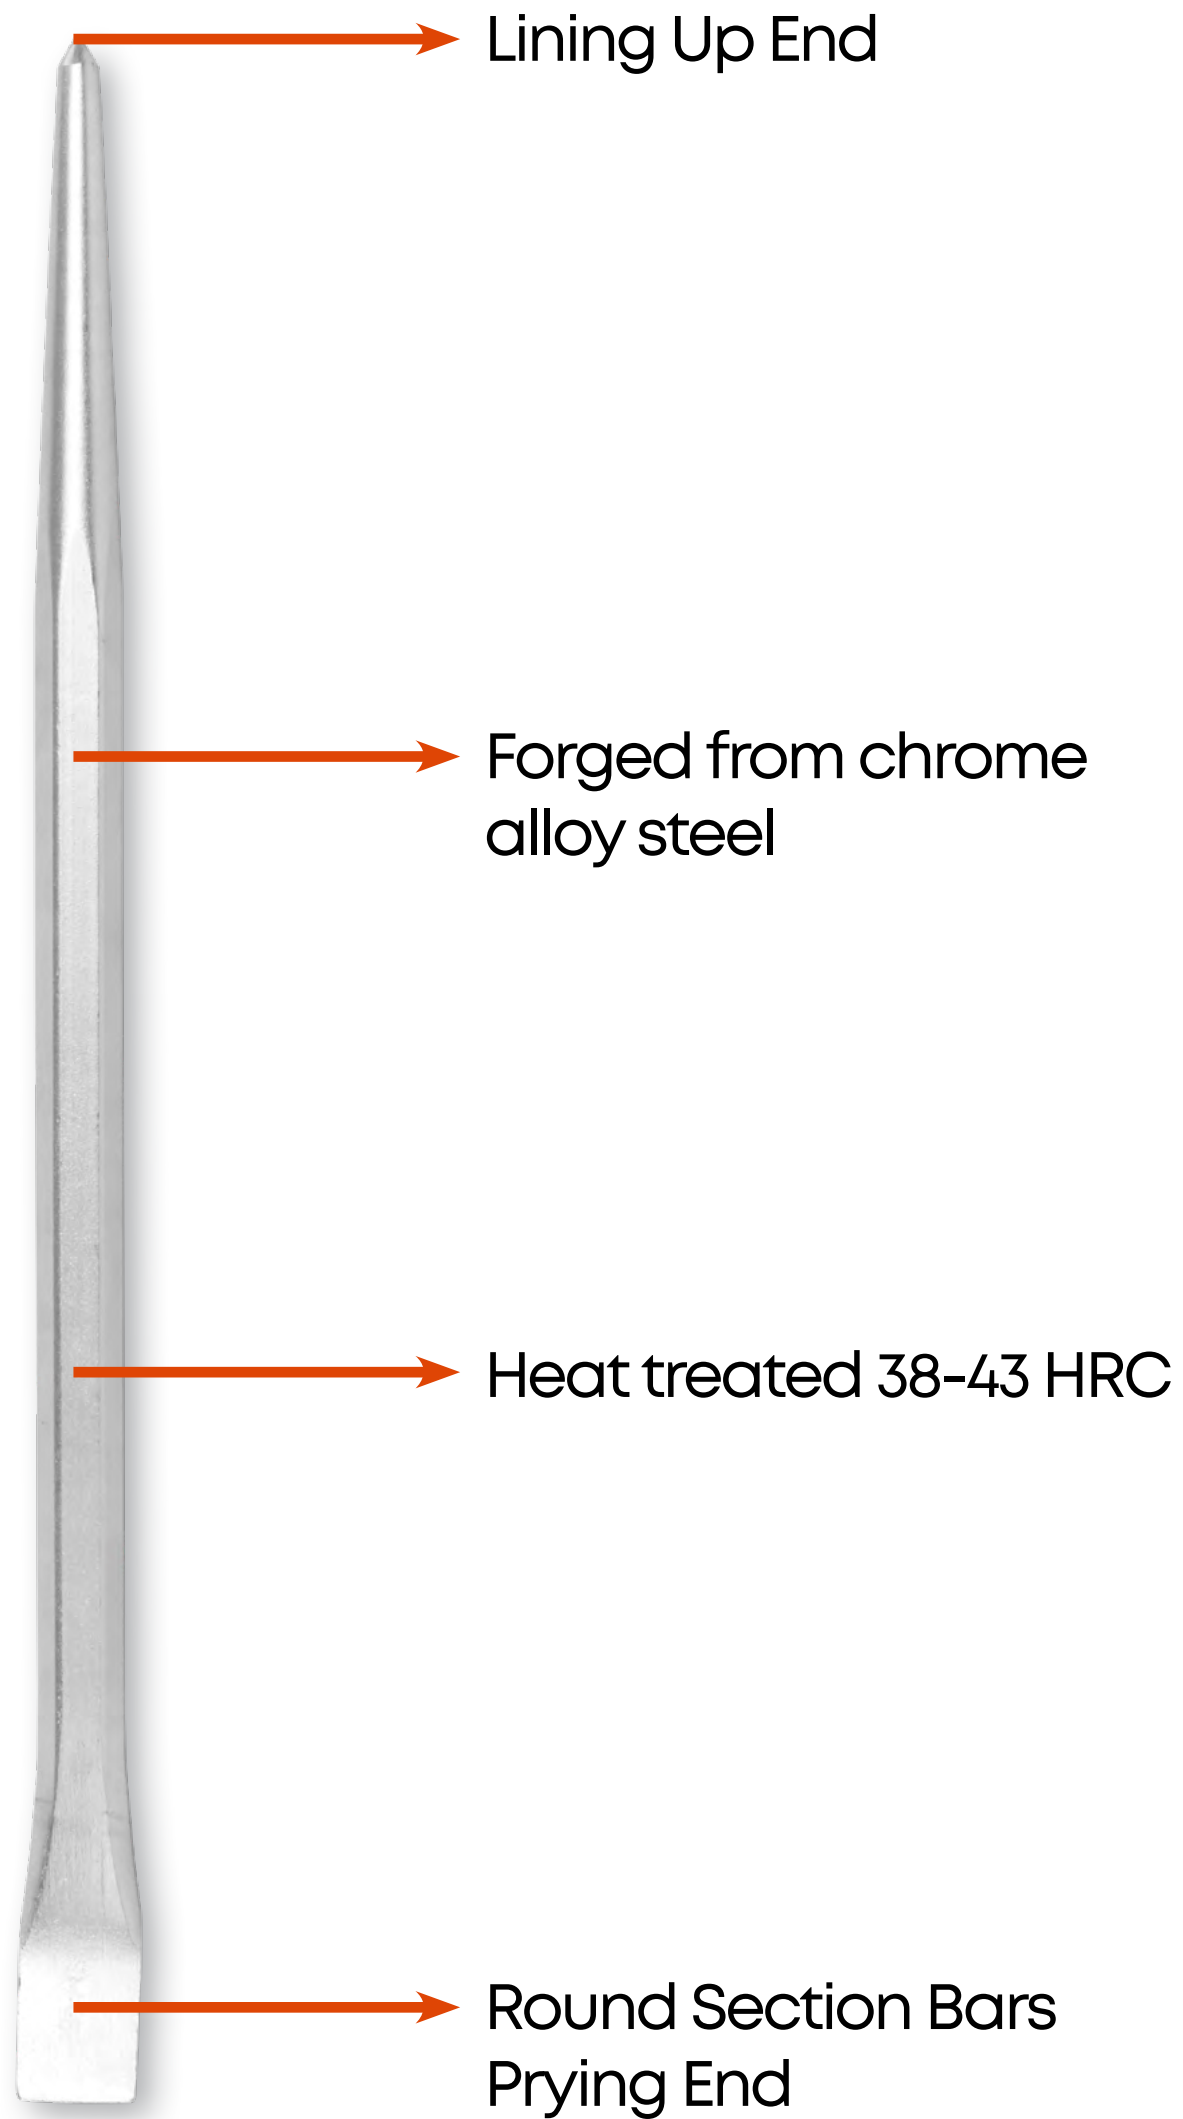 Lining Up End
Forged from chrome
alloy steel
Heat treated 38-43 HRC
Round Section Bars
Prying End